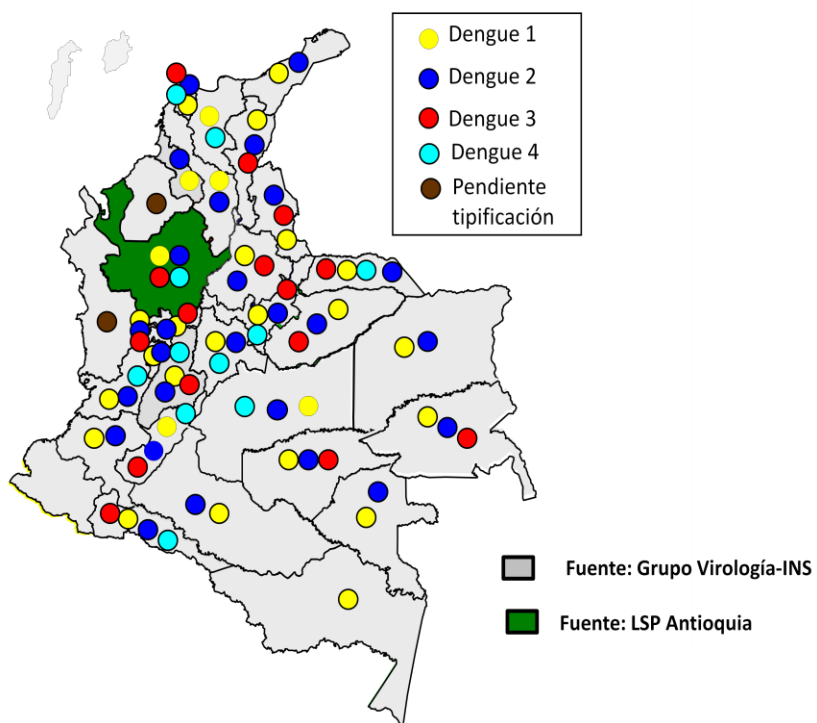 Dengue 1
Dengue 2
Dengue 3
Dengue 4
Pendiente
tipificación
Fuente: Grupo Virología-INS
Fuente: LSP Antioquia